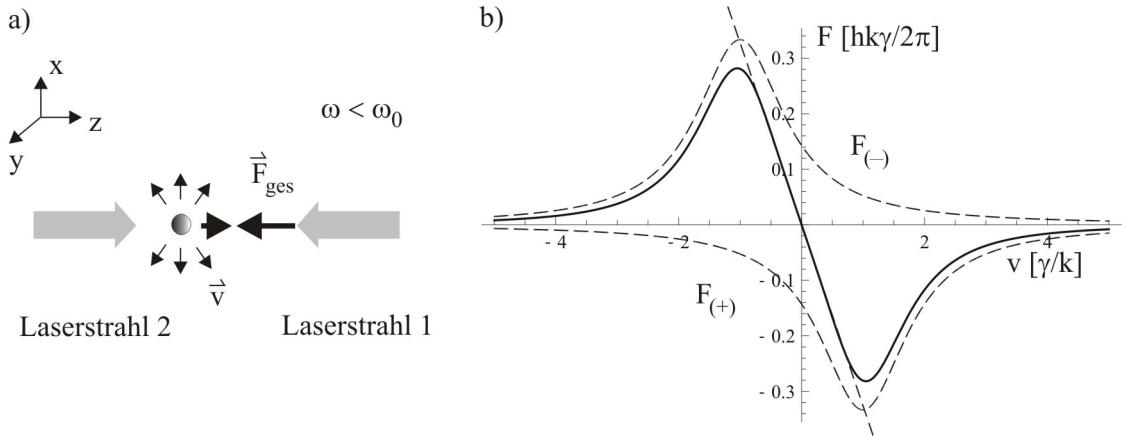 a)
x
z
y
ω < ω₀
F⃗ges
v⃗
Laserstrahl 2
Laserstrahl 1
b)
F [hkγ/2π]
0.3
0.2
0.1
F(–)
- 4
- 2
2
4
v [γ/k]
- 0.1
F(+)
- 0.2
- 0.3